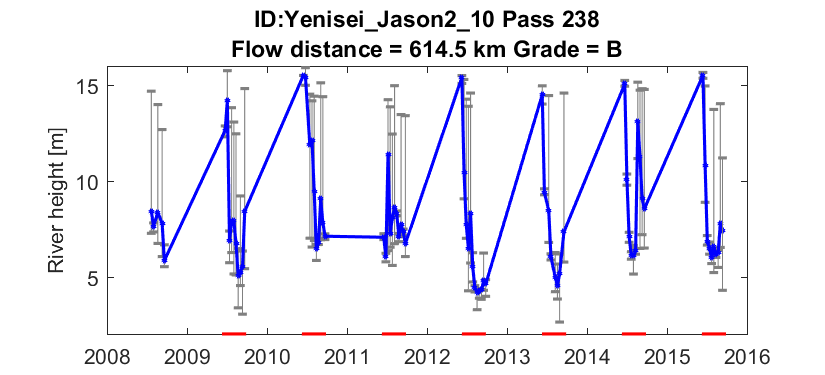 ID:Yenisei_Jason2_10 Pass 238
Flow distance = 614.5 km Grade = B
River height [m]
15
10
5
2008 2009 2010 2011 2012 2013 2014 2015 2016